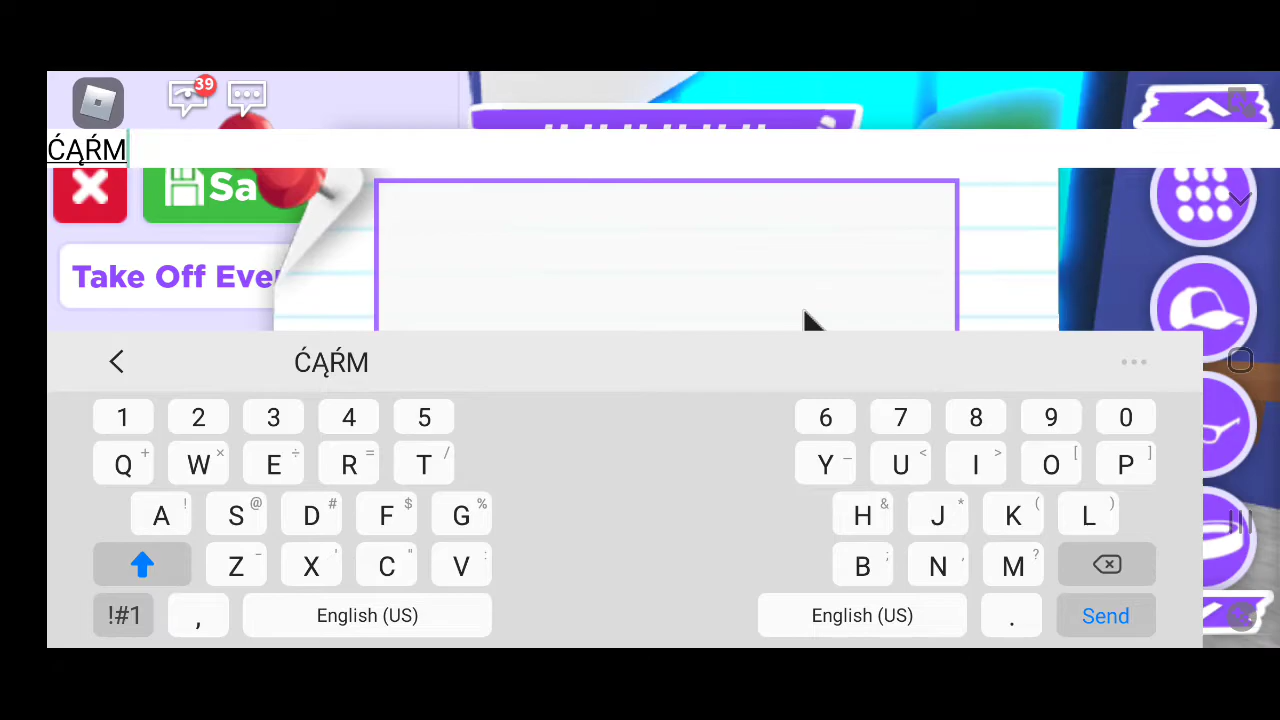 39
ĆĄŔM
Sa
Take Off Eve
ĆĄŔM
1 2 3 4 5 6 7 8 9 0
Q + W × E ÷ R = T / Y _ U < I > O [ P ]
A ! S @ D # F $ G % H & J * K ( L )
Z - X ' C " V : B ; N , M ?
!#1 , English (US) English (US) . Send